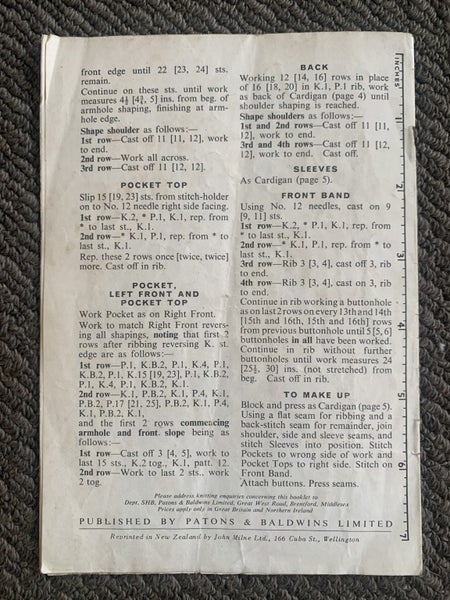 front edge until 22 [23, 24] sts.
remain.
Continue on these sts. until work
measures 4½ [4¾, 5] ins. from beg. of
armhole shaping, finishing at arm-
hole edge.
Shape shoulder as follows:—
1st row—Cast off 11 [11, 12], work
to end.
2nd row—Work all across.
3rd row—Cast off 11 [12, 12].
POCKET TOP
Slip 15 [19, 23] sts. from stitch-holder
on to No. 12 needle right side facing.
1st row—K.2, * P.1, K.1, rep. from
* to last st., K.1.
2nd row—* K.1, P.1, rep. from * to
last st., K.1.
Rep. these 2 rows once [twice, twice]
more. Cast off in rib.
POCKET,
LEFT FRONT AND
POCKET TOP
Work Pocket as on Right Front.
Work to match Right Front revers-
ing all shapings, noting that first 2
rows after ribbing reversing K. st.
edge are as follows:—
1st row—P.1, K.B.2, P.1, K.4, P.1,
K.B.2, P.1, K.15 [19, 23], P.1, K.B.2,
P.1, K.4, P.1, K.B.2, K.1.
2nd row—K.1, P.B.2, K.1, P.4, K.1,
P.B.2, P.17 [21, 25], P.B.2, K.1, P.4,
K.1, P.B.2, K.1,
and the first 2 rows commencing
armhole and front slope being as
follows:—
1st row—Cast off 3 [4, 5], work to
last 15 sts., K.2 tog., K.1, patt. 12.
2nd row—Work to last 2 sts.. work
2 tog.
BACK
Working 12 [14, 16] rows in place
of 16 [18, 20] in K.1, P.1 rib, work
as back of Cardigan (page 4) until
shoulder shaping is reached.
Shape shoulders as follows:—
1st and 2nd rows—Cast off 11 [11,
12], work to end.
3rd and 4th rows—Cast off 11 [12,
12], work to end. Cast off.
SLEEVES
As Cardigan (page 5).
FRONT BAND
Using No. 12 needles, cast on 9
[9, 11] sts.
1st row—K.2, * P.1, K.1, rep. from *
to last st., K.1.
2nd row—* K.1, P.1, rep. from * to
last st., K.1.
3rd row—Rib 3 [3, 4], cast off 3, rib
to end.
4th row—Rib 3 [3, 4], cast on 3, rib
to end.
Continue in rib working a buttonhole
as on last 2 rows on every 13th and 14th
[15th and 16th, 15th and 16th] rows
from previous buttonhole until 5 [5, 6]
buttonholes in all have been worked.
Continue in rib without further
buttonholes until work measures 24
[25½, 30] ins. (not stretched) from
beg. Cast off in rib.
TO MAKE UP
Block and press as Cardigan (page 5).
Using a flat seam for ribbing and a
back-stitch seam for remainder, join
shoulder, side and sleeve seams, and
stitch Sleeves into position. Stitch
Pockets to wrong side of work and
Pocket Tops to right side. Stitch on
Front Band.
Attach buttons. Press seams.
INCHES
1
2
3
4
5
6
7
Please address knitting enquiries concerning this booklet to
Dept. SHB, Patons & Baldwins Limited, Great West Road, Brentford, Middlesex
Prices apply only in Great Britain and Northern Ireland
PUBLISHED BY PATONS & BALDWINS LIMITED
Reprinted in New Zealand by John Milne Ltd., 166 Cuba St., Wellington